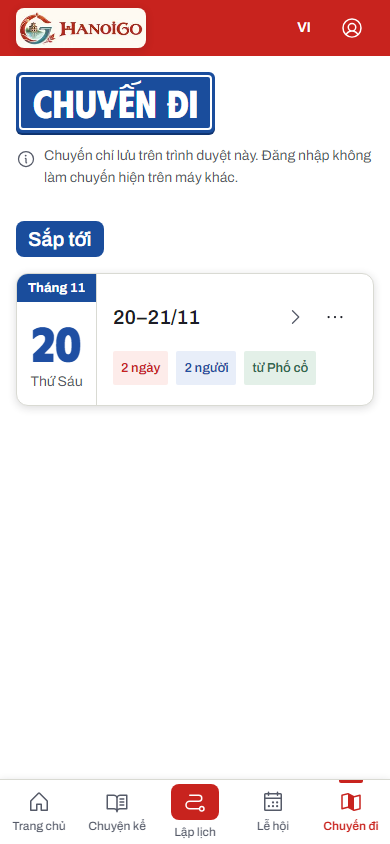 HANOIGO
VI
CHUYẾN ĐI
Chuyến chỉ lưu trên trình duyệt này. Đăng nhập không
làm chuyến hiện trên máy khác.
Sắp tới
Tháng 11
20
Thứ Sáu
20–21/11
2 ngày
2 người
từ Phố cổ
Trang chủ
Chuyện kể
Lập lịch
Lễ hội
Chuyến đi